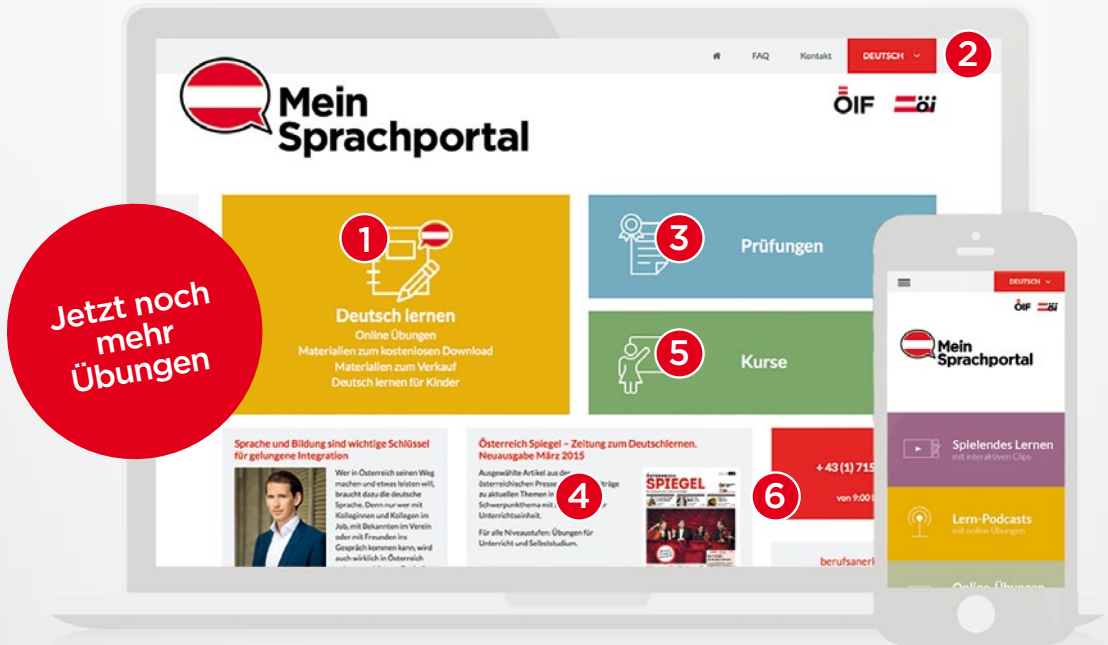 FAQ
Kontakt
DEUTSCH
2
Mein
Sprachportal
ÖIF
öi
1
Deutsch lernen
Online Übungen
Materialien zum kostenlosen Download
Materialien zum Verkauf
Deutsch lernen für Kinder
3
Prüfungen
5
Kurse
Jetzt noch
mehr
Übungen
Sprache und Bildung sind wichtige Schlüssel
für gelungene Integration
Wer in Österreich seinen Weg
machen und etwas leisten will,
braucht dazu die deutsche
Sprache. Denn nur wer mit
Kolleginnen und Kollegen im
Job, mit Bekannten im Verein
oder mit Freunden ins
Gespräch kommen kann, wird
auch wirklich in Österreich
Österreich Spiegel – Zeitung zum Deutschlernen.
Neuausgabe März 2015
Ausgewählte Artikel aus der
österreichischen Presse
zu aktuellen Themen in
Schwerpunkthema mit
Unterrichtseinheit.
Für alle Niveaustufen: Übungen für
Unterricht und Selbststudium.
4
ÖSTERREICH
SPIEGEL
6
+ 43 (1) 715
von 9:00
DEUTSCH
ÖIF
öi
Mein
Sprachportal
Spielendes Lernen
mit interaktiven Clips
Lern-Podcasts
mit online Übungen
Online-Übungen